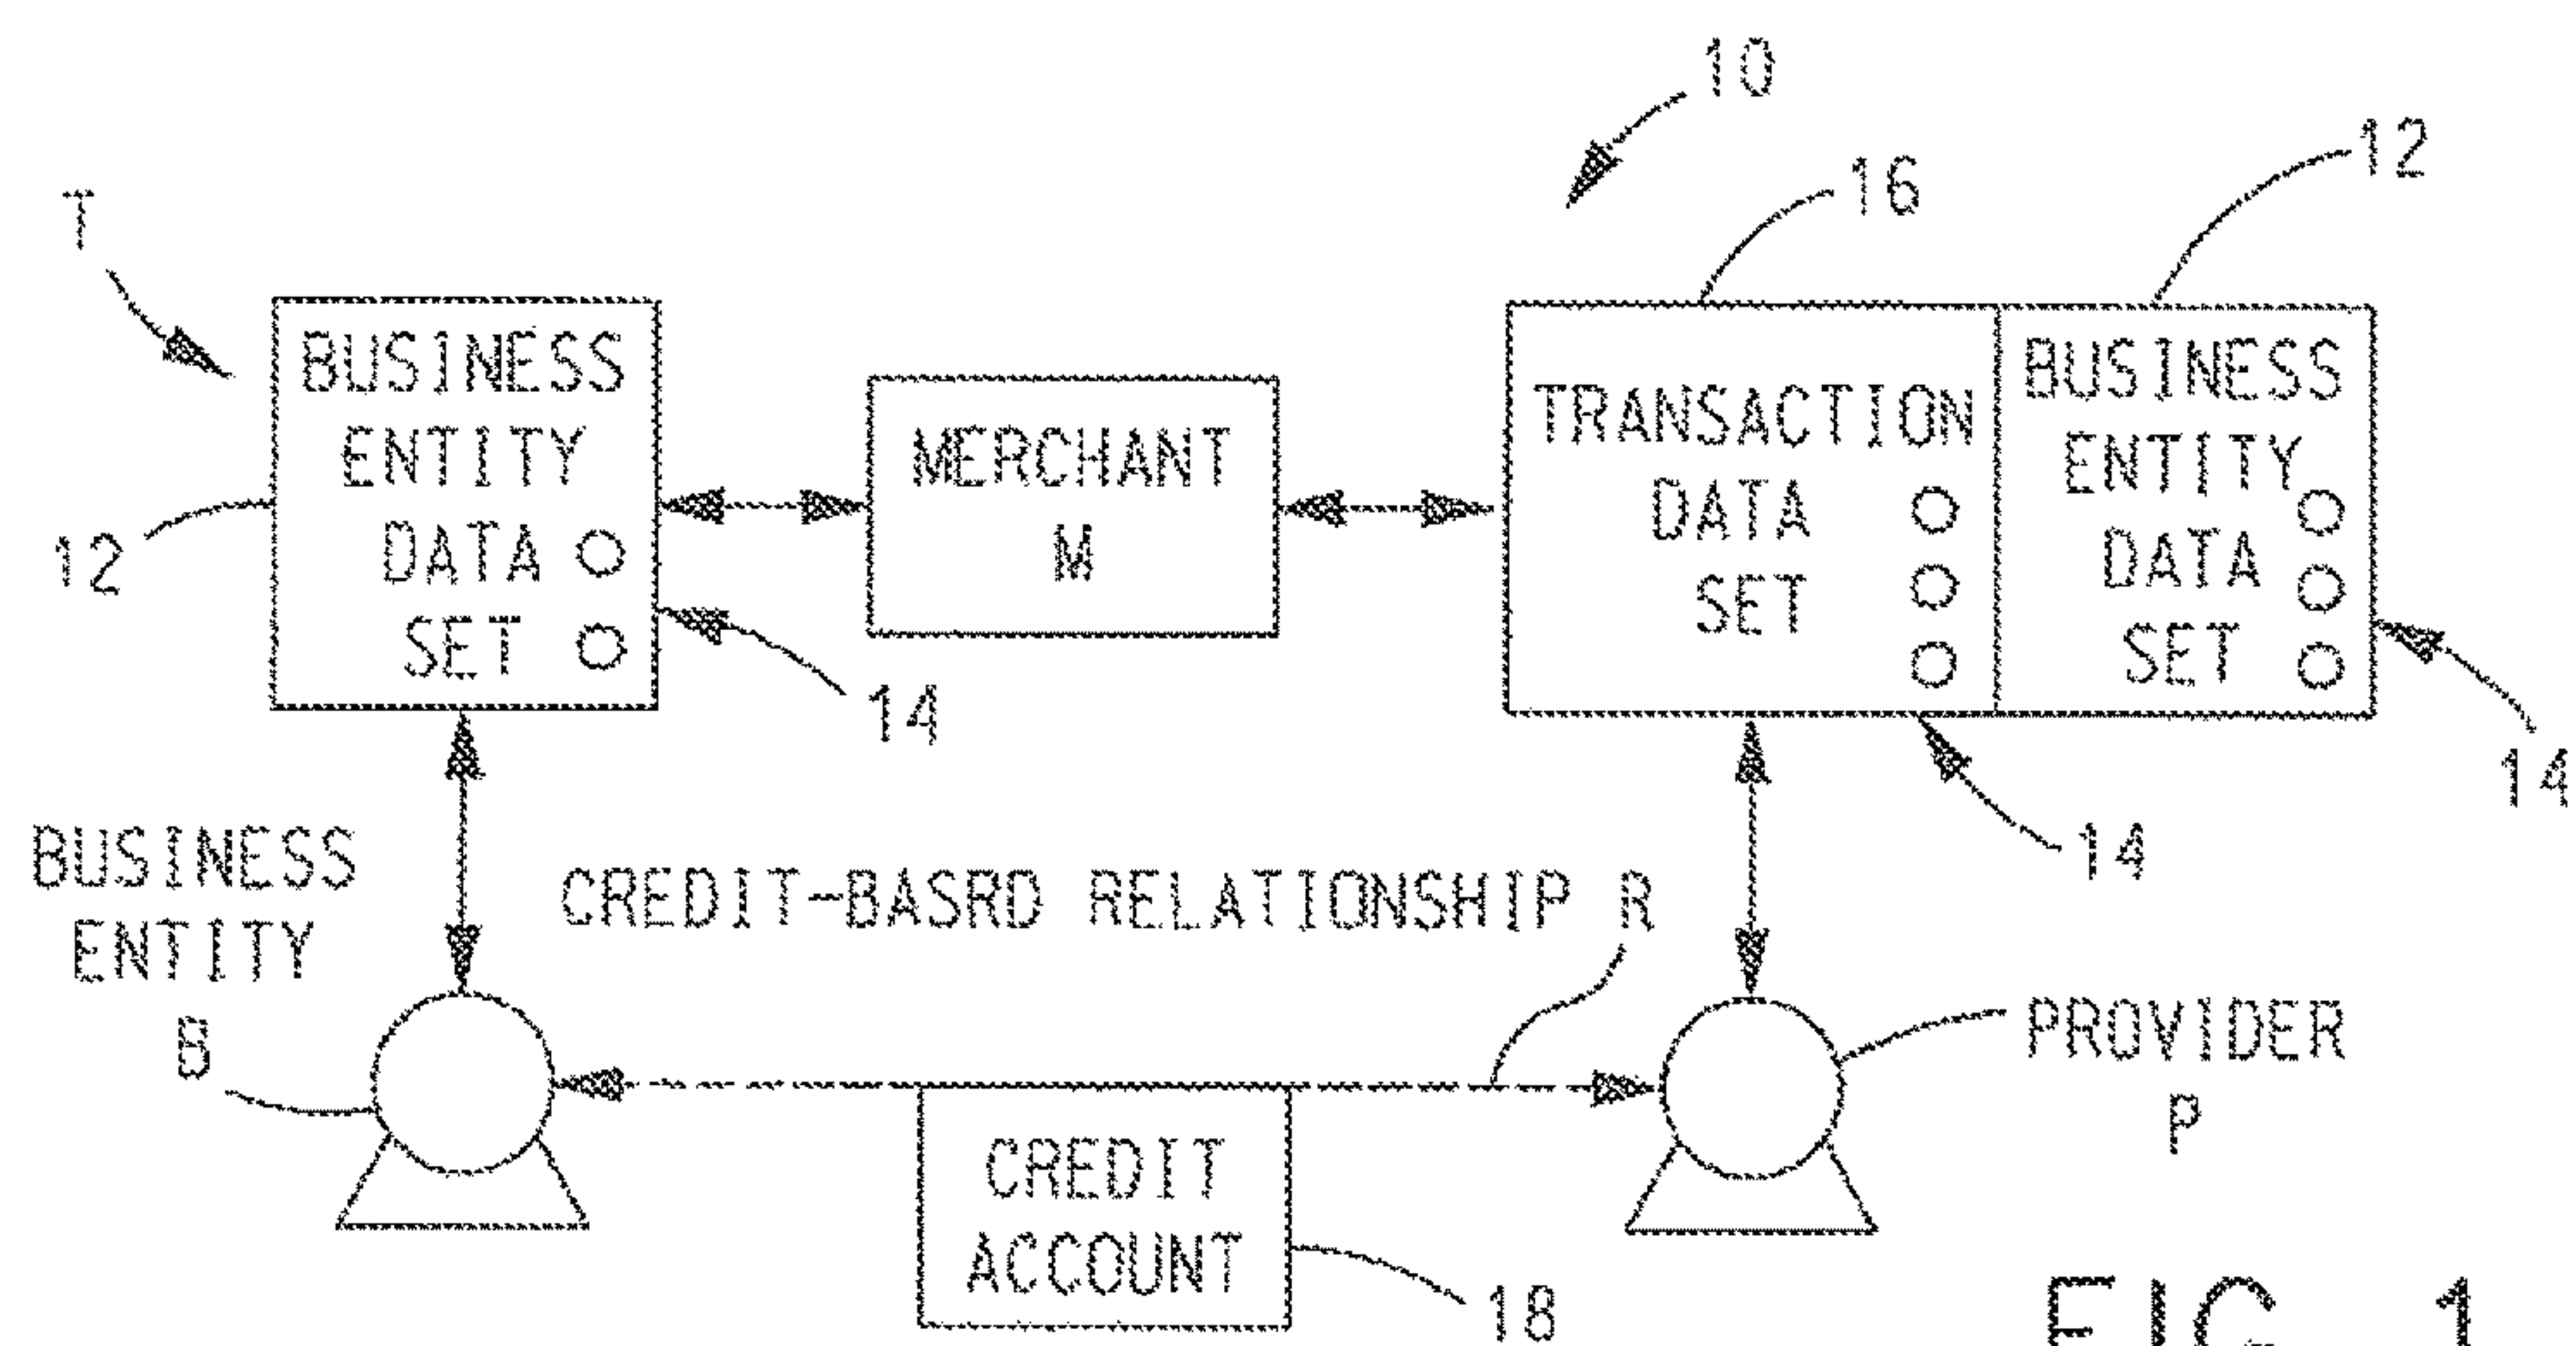 10
12
16
T
BUSINESS
ENTITY
DATA
SET
12
14
MERCHANT
M
TRANSACTION
DATA
SET
BUSINESS
ENTITY
DATA
SET
14
14
BUSINESS
ENTITY
B
CREDIT-BASRD RELATIONSHIP R
PROVIDER
P
CREDIT
ACCOUNT
18
FIG. 1